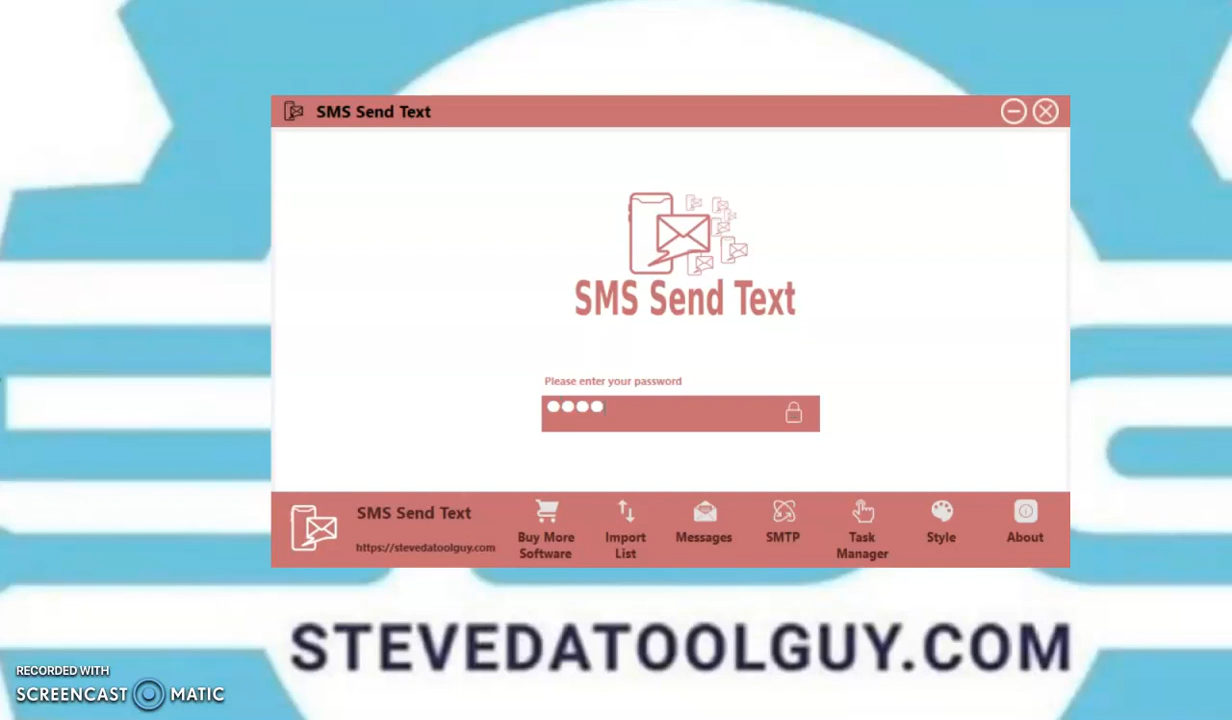 SMS Send Text
SMS Send Text
Please enter your password
SMS Send Text
https://stevedatoolguy.com
Buy More
Software
Import
List
Messages
SMTP
Task
Manager
Style
About
STEVEDATOOLGUY.COM
RECORDED WITH
SCREENCAST MATIC